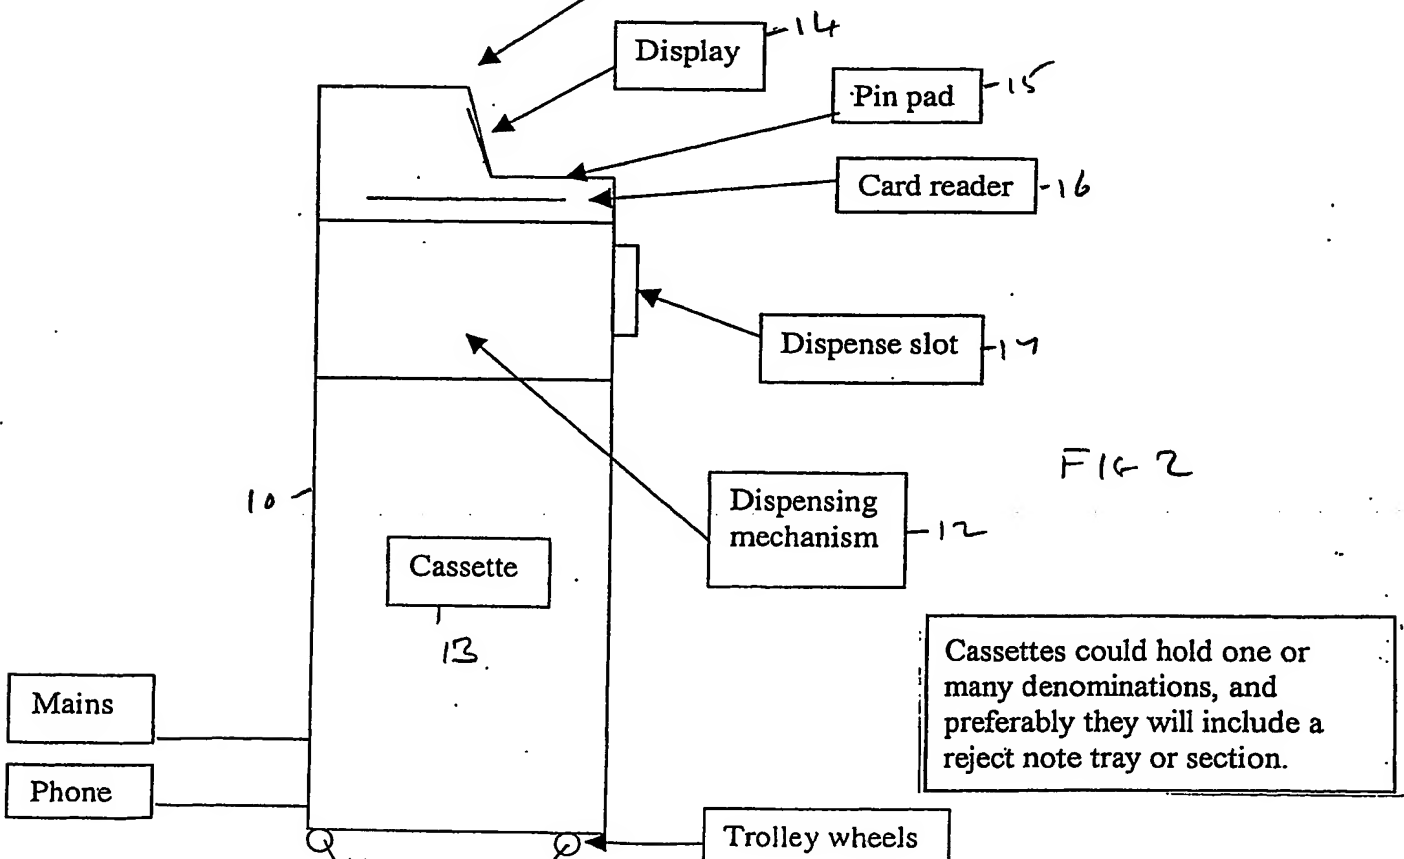 Display
14
Pin pad
15
Card reader
16
Dispense slot
17
FIG 2
10
Dispensing
mechanism
12
Cassette
13
Cassettes could hold one or
many denominations, and
preferably they will include a
reject note tray or section.
Mains
Phone
Trolley wheels